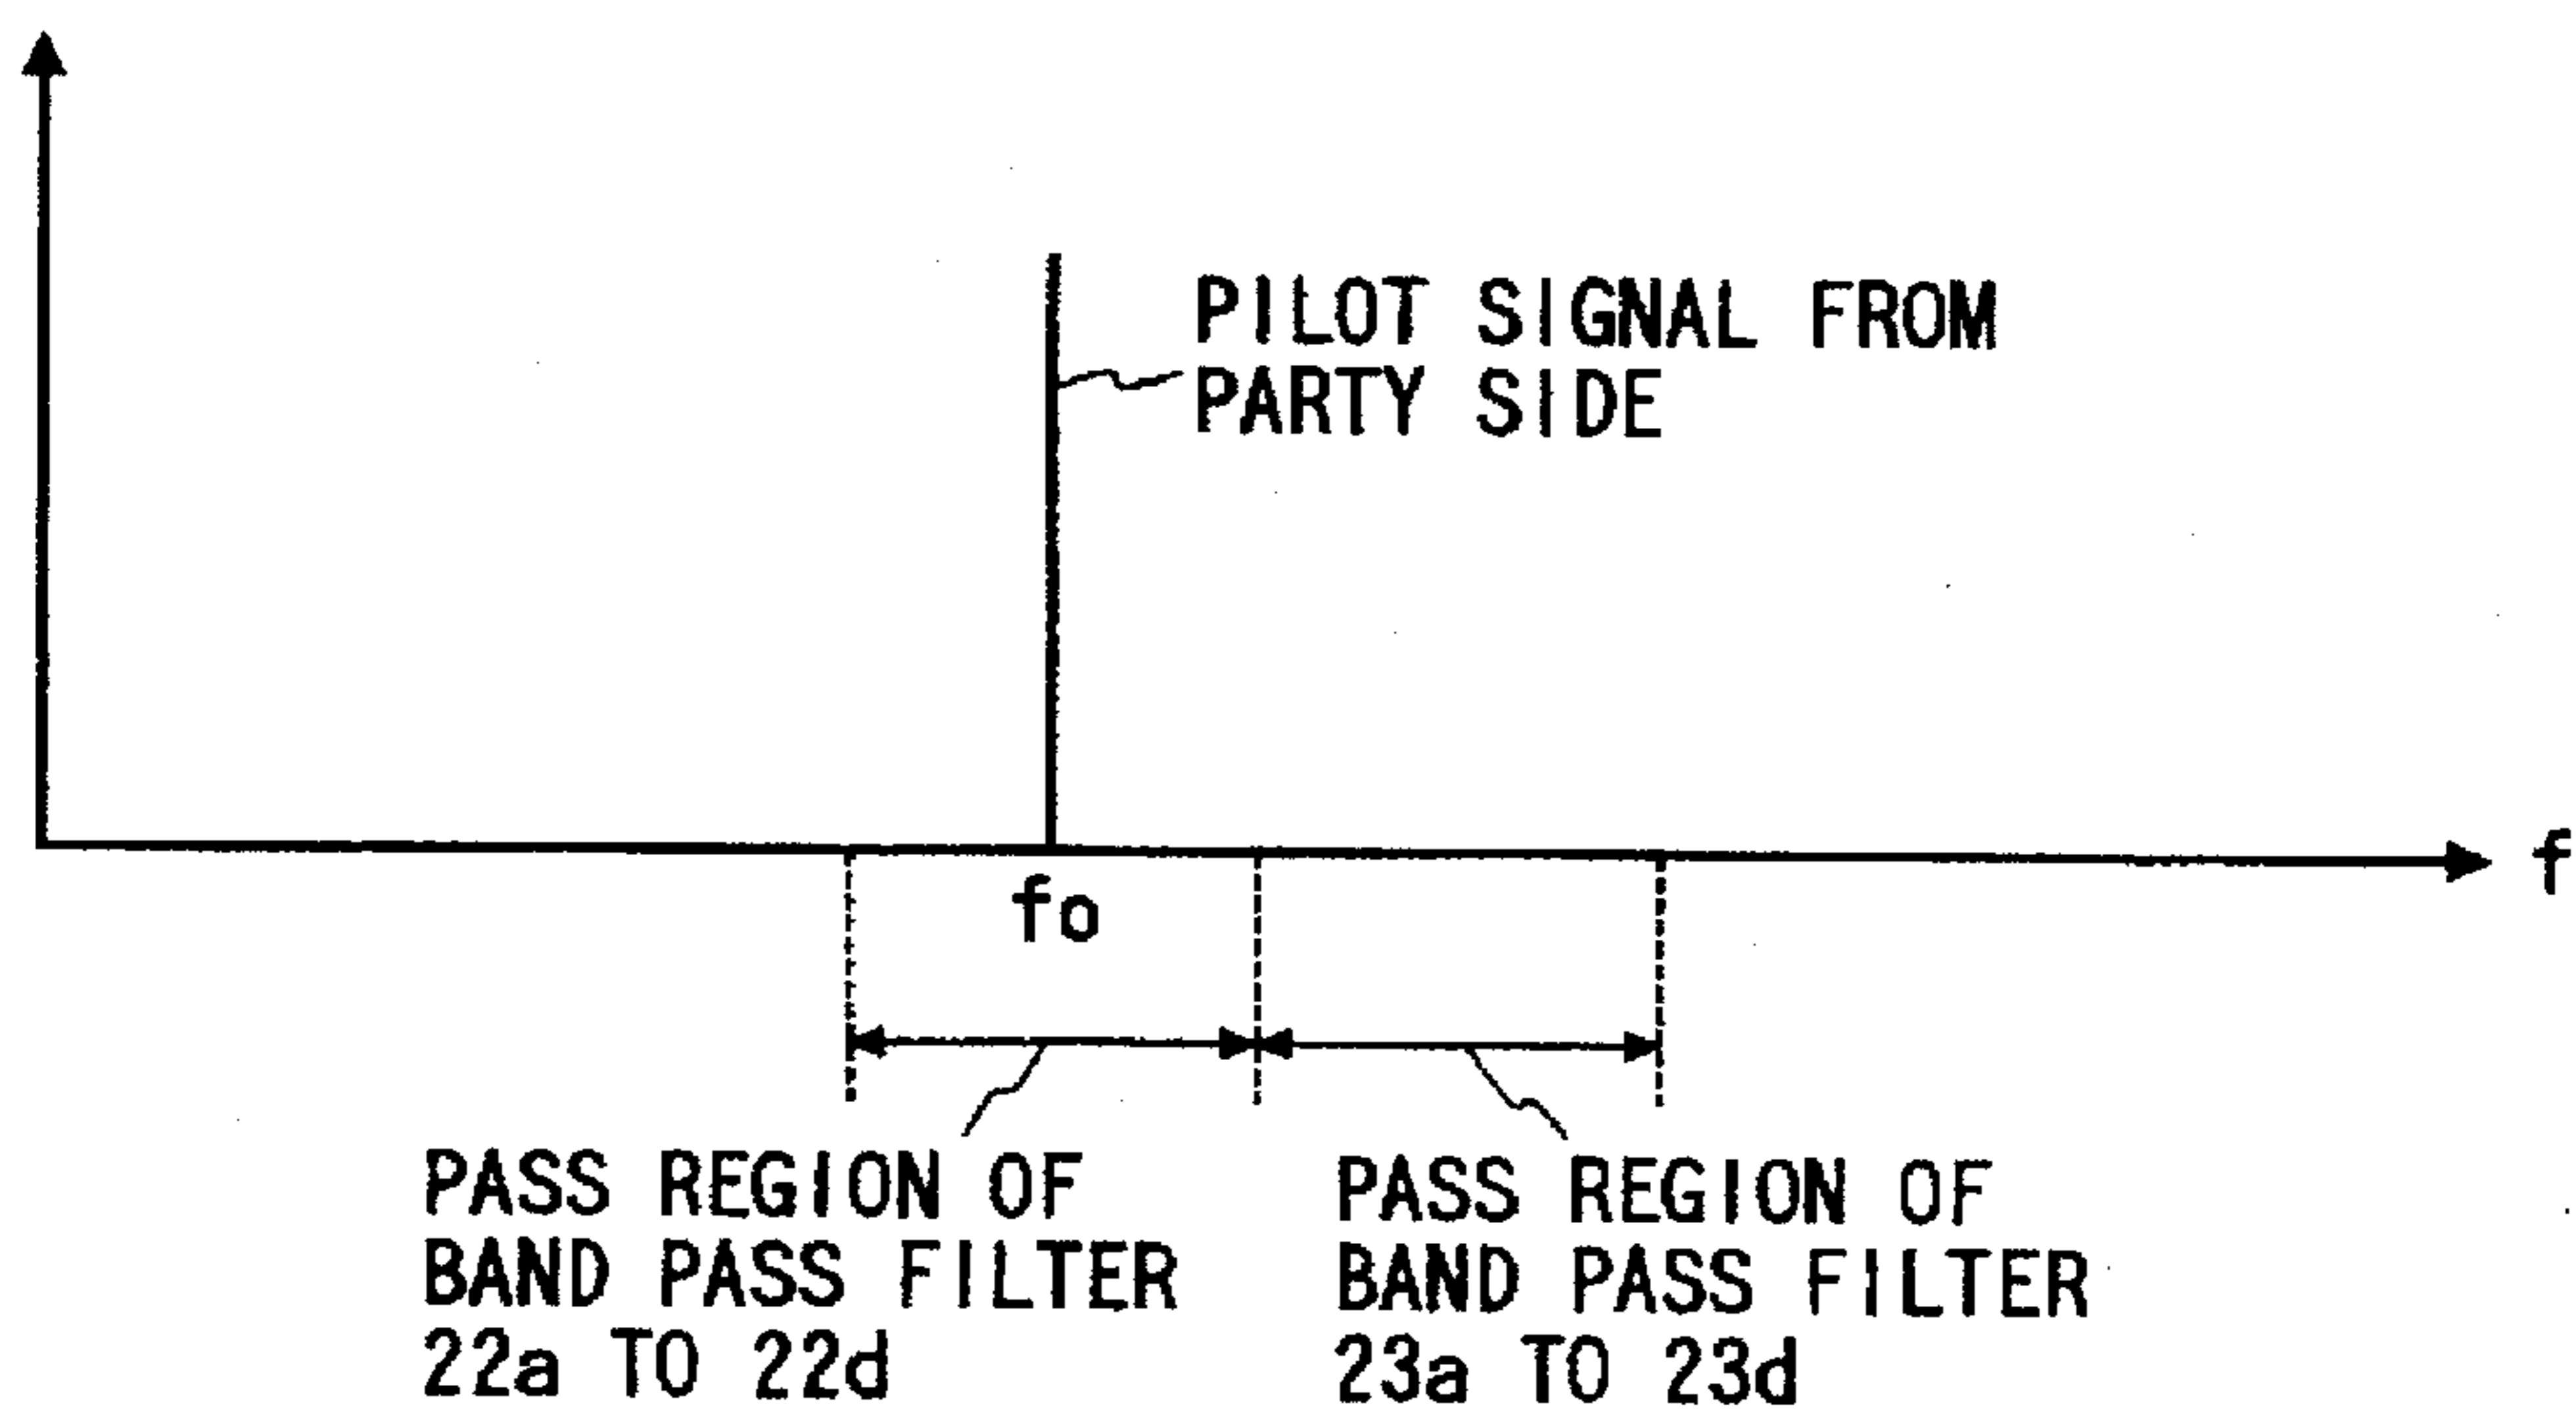 PILOT SIGNAL FROM
PARTY SIDE
f
fo
PASS REGION OF
BAND PASS FILTER
22a TO 22d
PASS REGION OF
BAND PASS FILTER
23a TO 23d